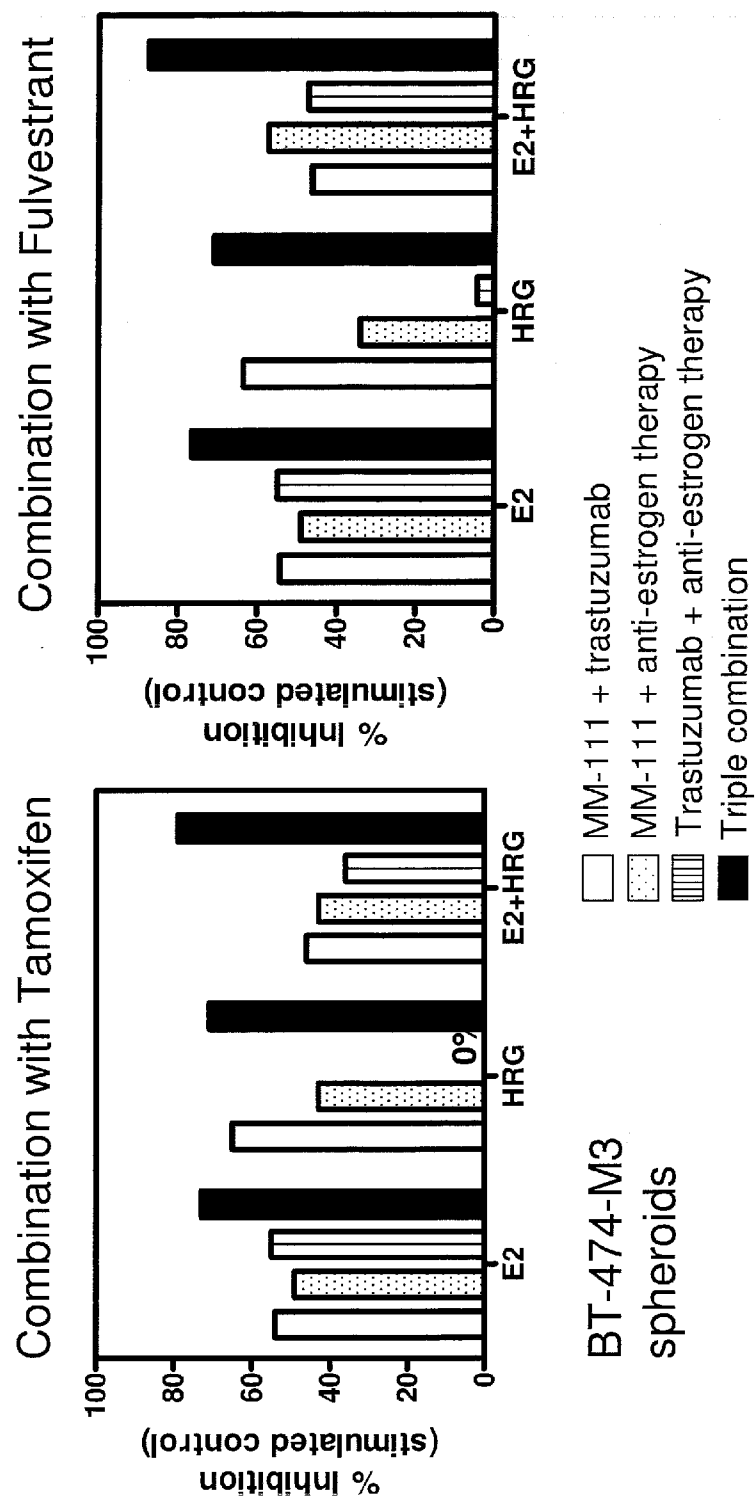 Combination with Tamoxifen
% Inhibition
(stimulated control)
100
80
60
40
20
0
0%
E2
HRG
E2+HRG
Combination with Fulvestrant
% Inhibition
(stimulated control)
100
80
60
40
20
0
E2
HRG
E2+HRG
BT-474-M3
spheroids
MM-111 + trastuzumab
MM-111 + anti-estrogen therapy
Trastuzumab + anti-estrogen therapy
Triple combination